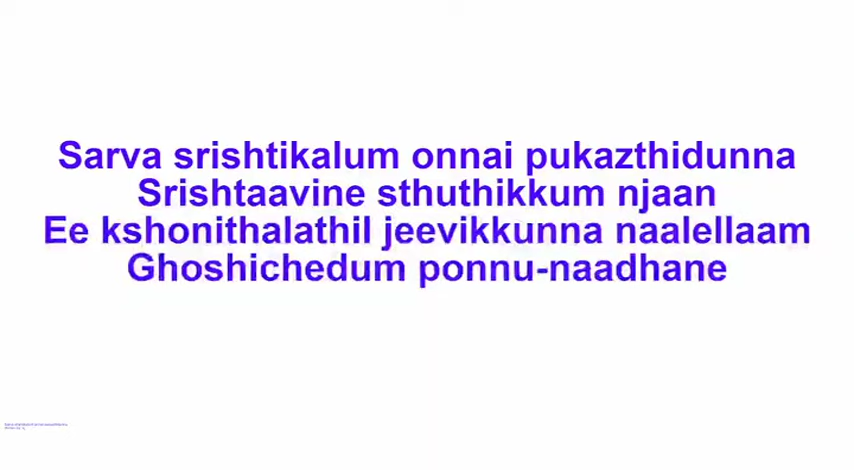 Sarva srishtikalum onnai pukazthidunna
Srishtaavine sthuthikkum njaan
Ee kshonithalathil jeevikkunna naalellaam
Ghoshichedum ponnu-naadhane